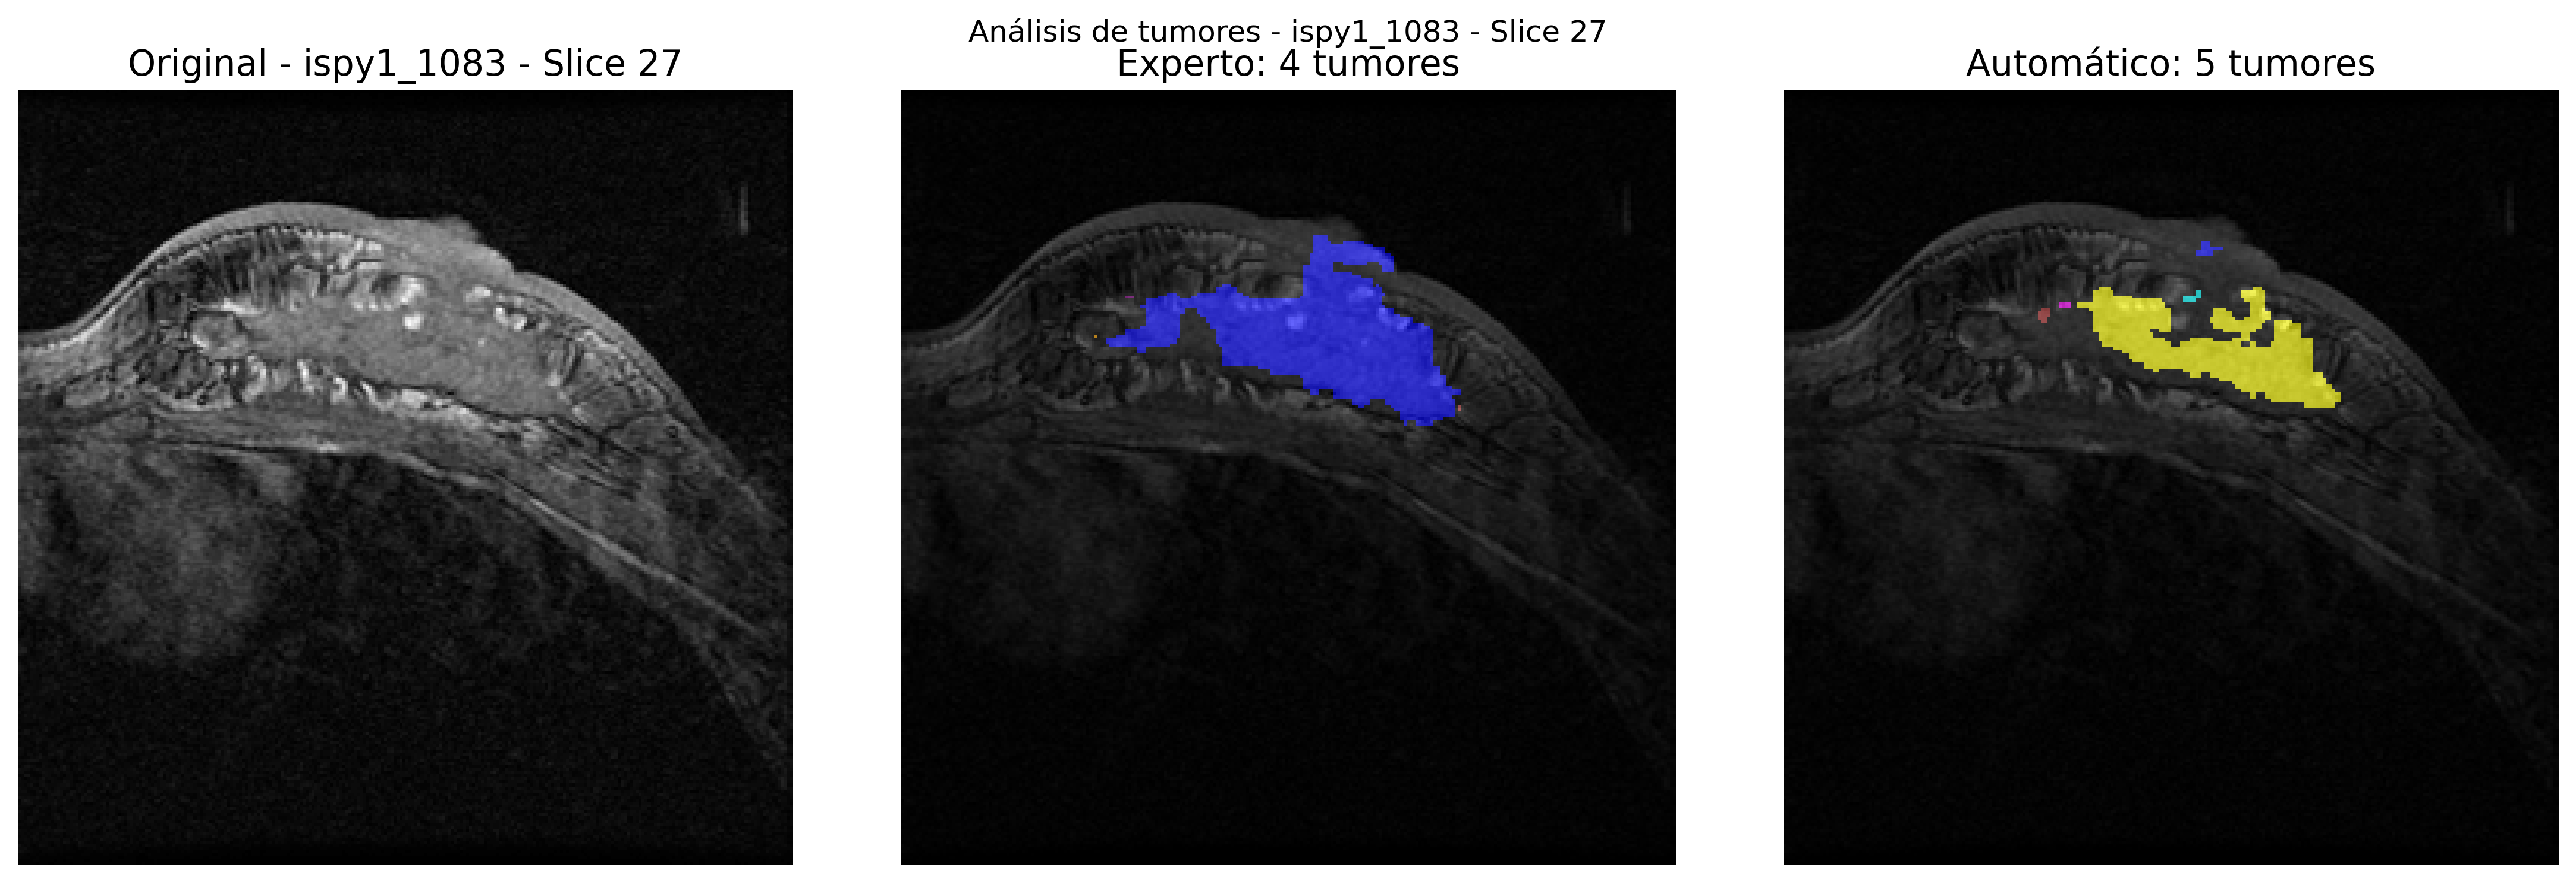 Análisis de tumores - ispy1_1083 - Slice 27
Original - ispy1_1083 - Slice 27
Experto: 4 tumores
Automático: 5 tumores